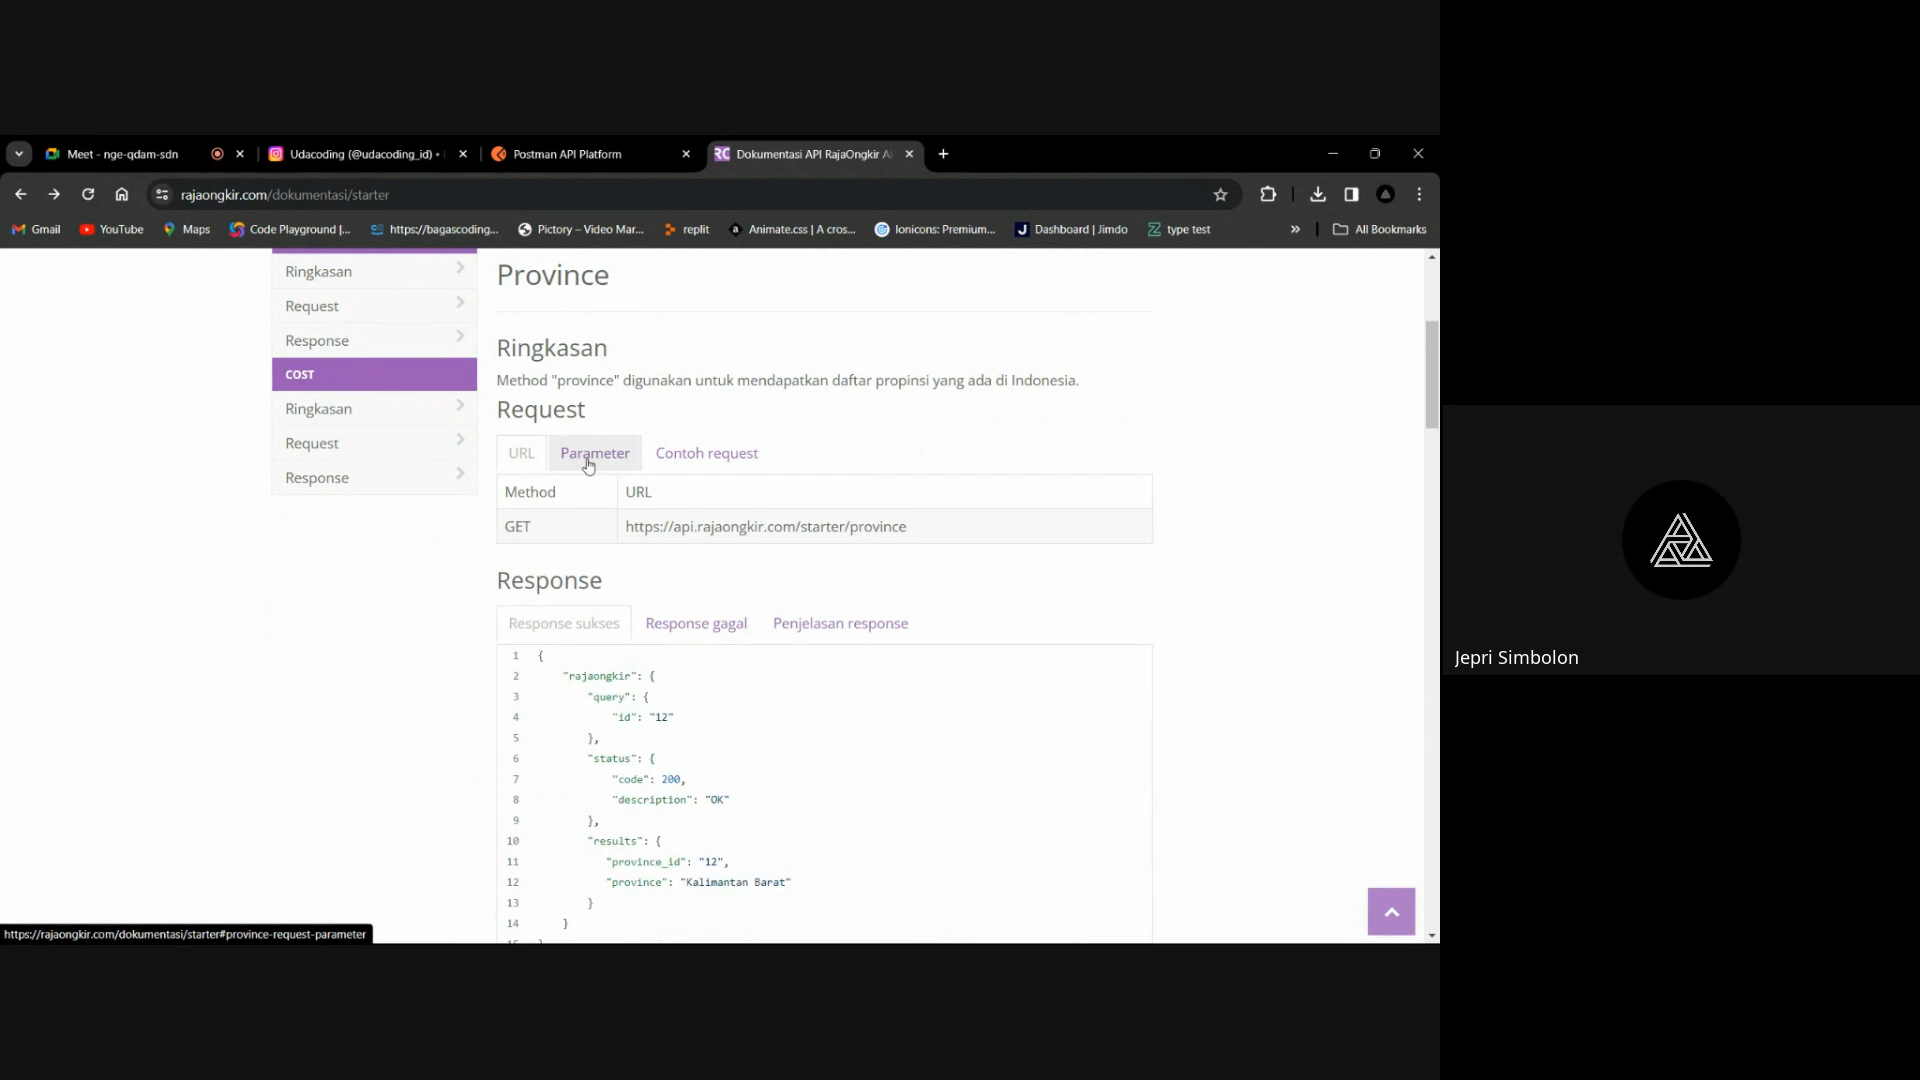 Meet - nge-qdam-sdn
Udacoding (@udacoding_id) •
Postman API Platform
RC Dokumentasi API RajaOngkir A
rajaongkir.com/dokumentasi/starter
Gmail
YouTube
Maps
Code Playground |...
https://bagascoding...
Pictory – Video Mar...
replit
a Animate.css | A cros...
Ionicons: Premium...
J Dashboard | Jimdo
type test
»
All Bookmarks
Ringkasan
Request
Response
COST
Ringkasan
Request
Response
Province
Ringkasan
Method "province" digunakan untuk mendapatkan daftar propinsi yang ada di Indonesia.
Request
URL Parameter Contoh request
Method URL
GET https://api.rajaongkir.com/starter/province
Response
Response sukses Response gagal Penjelasan response
1 {
2 "rajaongkir": {
3 "query": {
4 "id": "12"
5 },
6 "status": {
7 "code": 200,
8 "description": "OK"
9 },
10 "results": {
11 "province_id": "12",
12 "province": "Kalimantan Barat"
13 }
14 }
https://rajaongkir.com/dokumentasi/starter#province-request-parameter
Jepri Simbolon